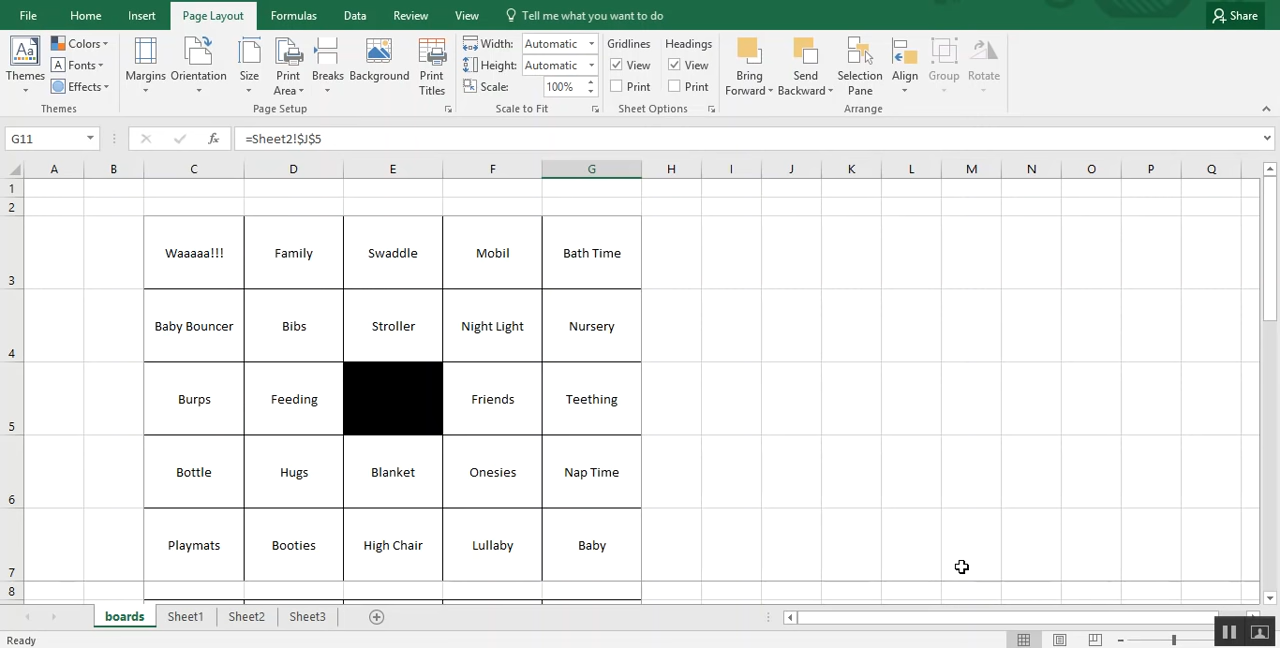 File Home Insert Page Layout Formulas Data Review View Tell me what you want to do Share
Themes Colors Fonts Effects Margins Orientation Size Print Area Breaks Background Print Titles Width: Automatic Height: Automatic Scale: 100% Gridlines View Print Headings View Print Bring Forward Send Backward Selection Pane Align Group Rotate
Themes Page Setup Scale to Fit Sheet Options Arrange
G11 fx =Sheet2!$J$5
A B C D E F G H I J K L M N O P Q
1
2
3 Waaaaa!!! Family Swaddle Mobil Bath Time
4 Baby Bouncer Bibs Stroller Night Light Nursery
5 Burps Feeding Friends Teething
6 Bottle Hugs Blanket Onesies Nap Time
7 Playmats Booties High Chair Lullaby Baby
8
boards Sheet1 Sheet2 Sheet3
Ready